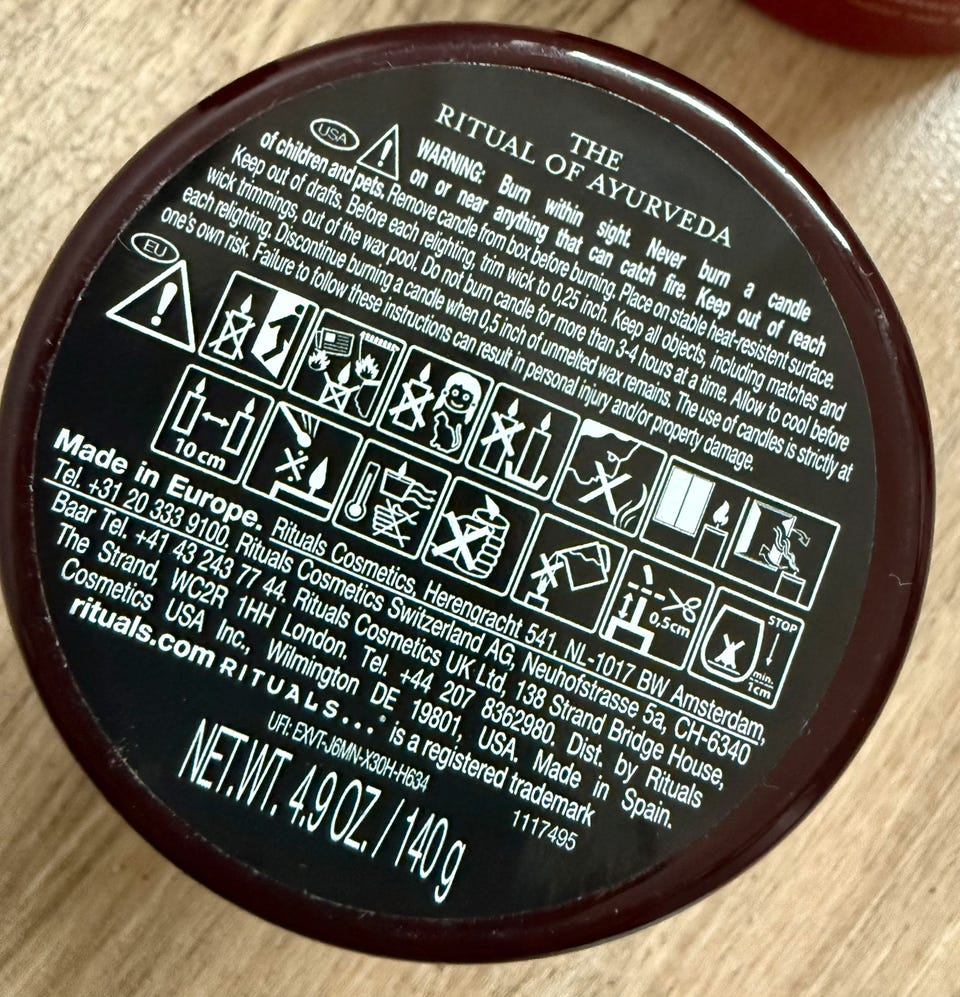 THE
RITUAL OF AYURVEDA
USA
WARNING: Burn within sight. Never burn a candle
on or near anything that can catch fire. Keep out of reach
of children and pets. Remove candle from box before burning. Place on stable heat-resistant surface.
Keep out of drafts. Before each relighting, trim wick to 0,25 inch. Keep all objects, including matches and
wick trimmings, out of the wax pool. Do not burn candle for more than 3-4 hours at a time. Allow to cool before
each relighting. Discontinue burning a candle when 0,5 inch of unmelted wax remains. The use of candles is strictly at
one's own risk. Failure to follow these instructions can result in personal injury and/or property damage.
EU
10 cm
0,5cm
STOP
min.
1cm
Made in Europe. Rituals Cosmetics, Herengracht 541, NL-1017 BW Amsterdam,
Tel. +31 20 333 9100, Rituals Cosmetics Switzerland AG, Neuhofstrasse 5a, CH-6340
Baar Tel. +41 43 243 77 44. Rituals Cosmetics UK Ltd, 138 Strand Bridge House,
The Strand, WC2R 1HH London. Tel. +44 207 8362980. Dist. by Rituals
Cosmetics USA Inc., Wilmington DE 19801, USA. Made in Spain.
rituals.com RITUALS... is a registered trademark
UFI: EXVT-J6MN-X30H-H634
1117495
NET.WT. 4.9 OZ. / 140 g